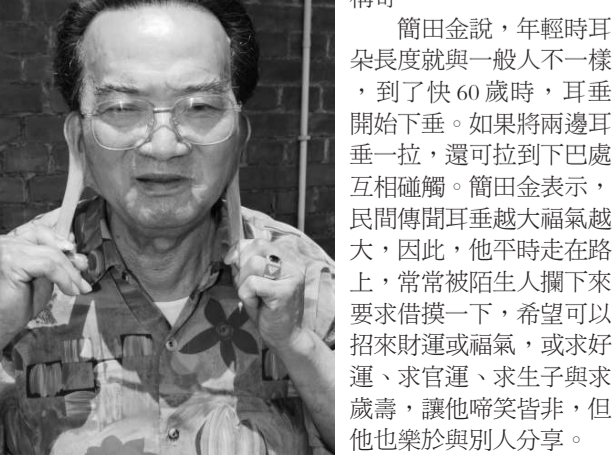 簡田金說，年輕時耳
朵長度就與一般人不一樣
，到了快 60 歲時，耳垂
開始下垂。如果將兩邊耳
垂一拉，還可拉到下巴處
互相碰觸。簡田金表示，
民間傳聞耳垂越大福氣越
大，因此，他平時走在路
上，常常被陌生人攔下來
要求借摸一下，希望可以
招來財運或福氣，或求好
運、求官運、求生子與求
歲壽，讓他啼笑皆非，但
他也樂於與別人分享。